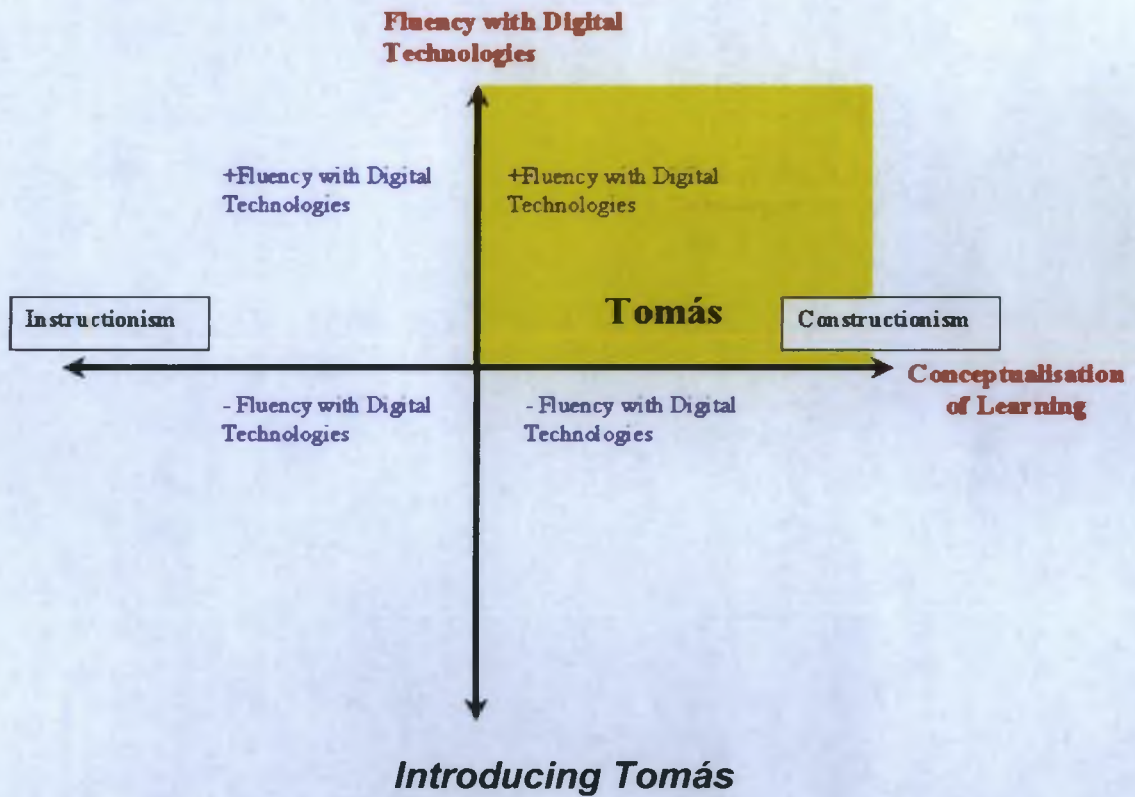 Fluency with Digital
Technologies
+Fluency with Digital
Technologies
+Fluency with Digital
Technologies
Instructionism
Tomás
Constructionism
Conceptualisation
of Learning
- Fluency with Digital
Technologies
- Fluency with Digital
Technologies
Introducing Tomás